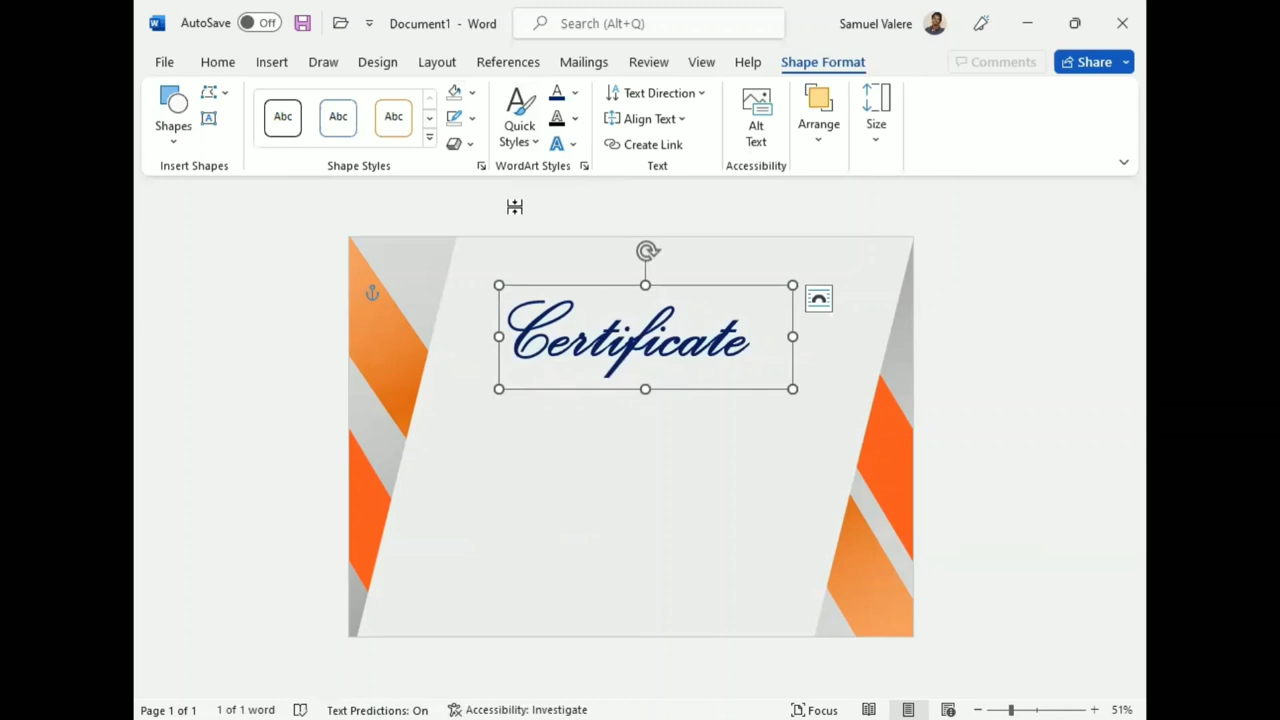 AutoSave Off Document1 - Word Search (Alt+Q) Samuel Valere
File Home Insert Draw Design Layout References Mailings Review View Help Shape Format Comments Share
Shapes
Insert Shapes
Abc Abc Abc
Shape Styles
Quick
Styles
WordArt Styles
Text Direction
Align Text
Create Link
Text
Alt
Text
Accessibility
Arrange
Size
Certificate
Page 1 of 1 1 of 1 word Text Predictions: On Accessibility: Investigate Focus 51%